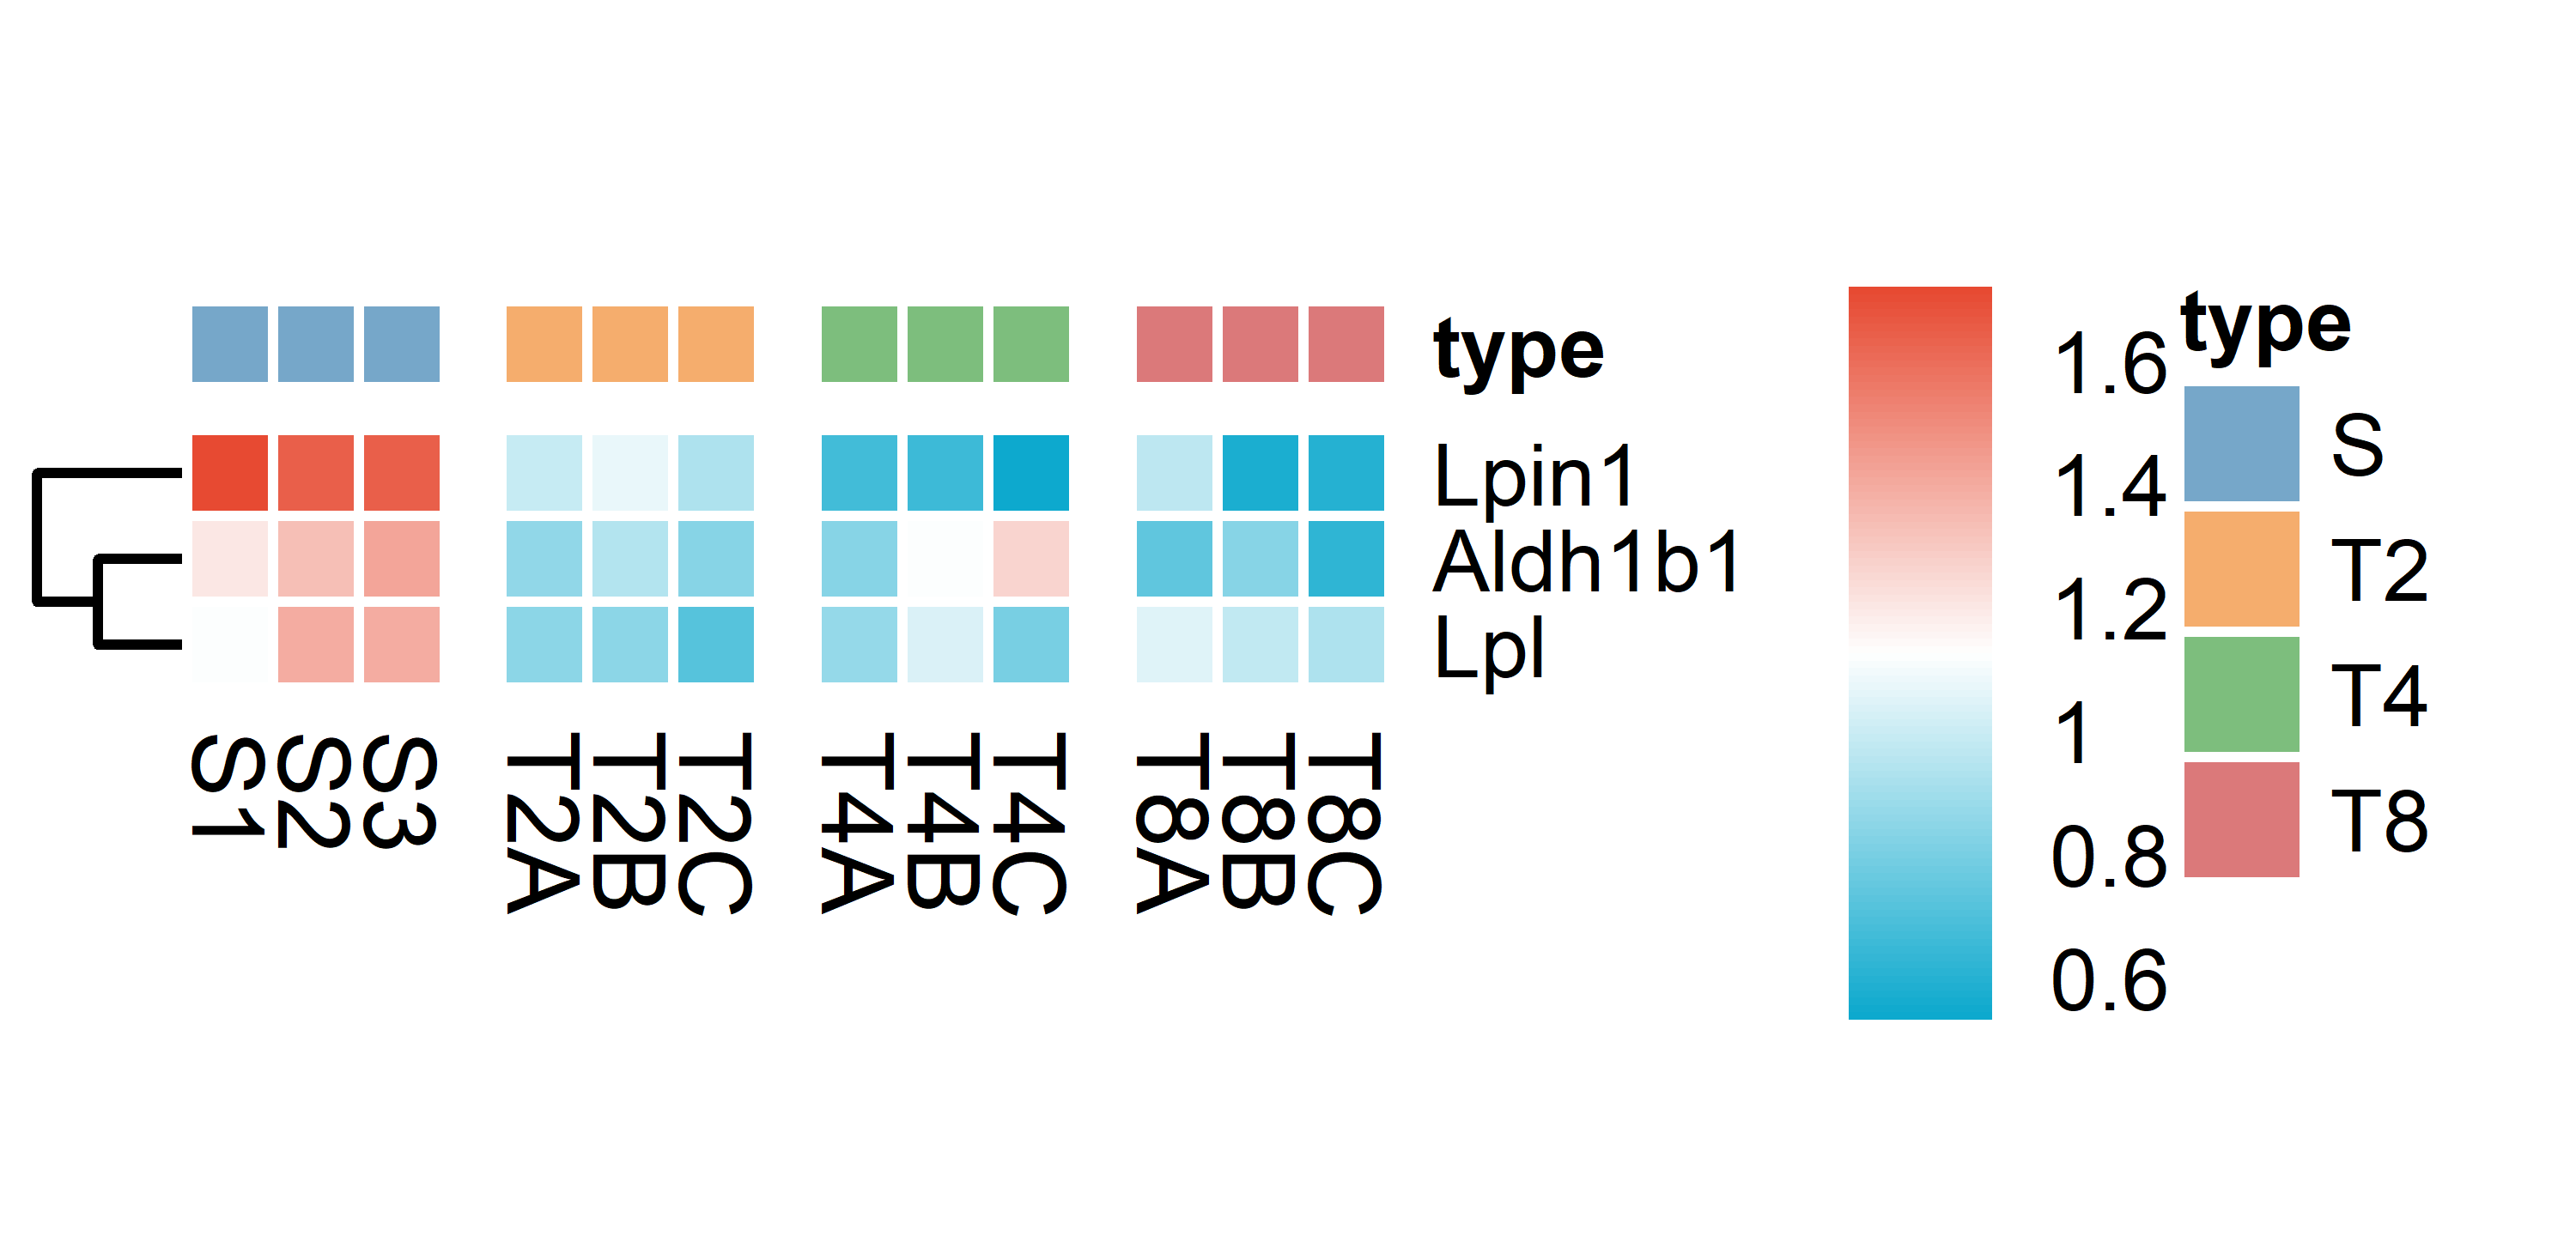 type
Lpin1
Aldh1b1
Lpl
S1
S2
S3
T2A
T2B
T2C
T4A
T4B
T4C
T8A
T8B
T8C
1.6
1.4
1.2
1
0.8
0.6
type
S
T2
T4
T8